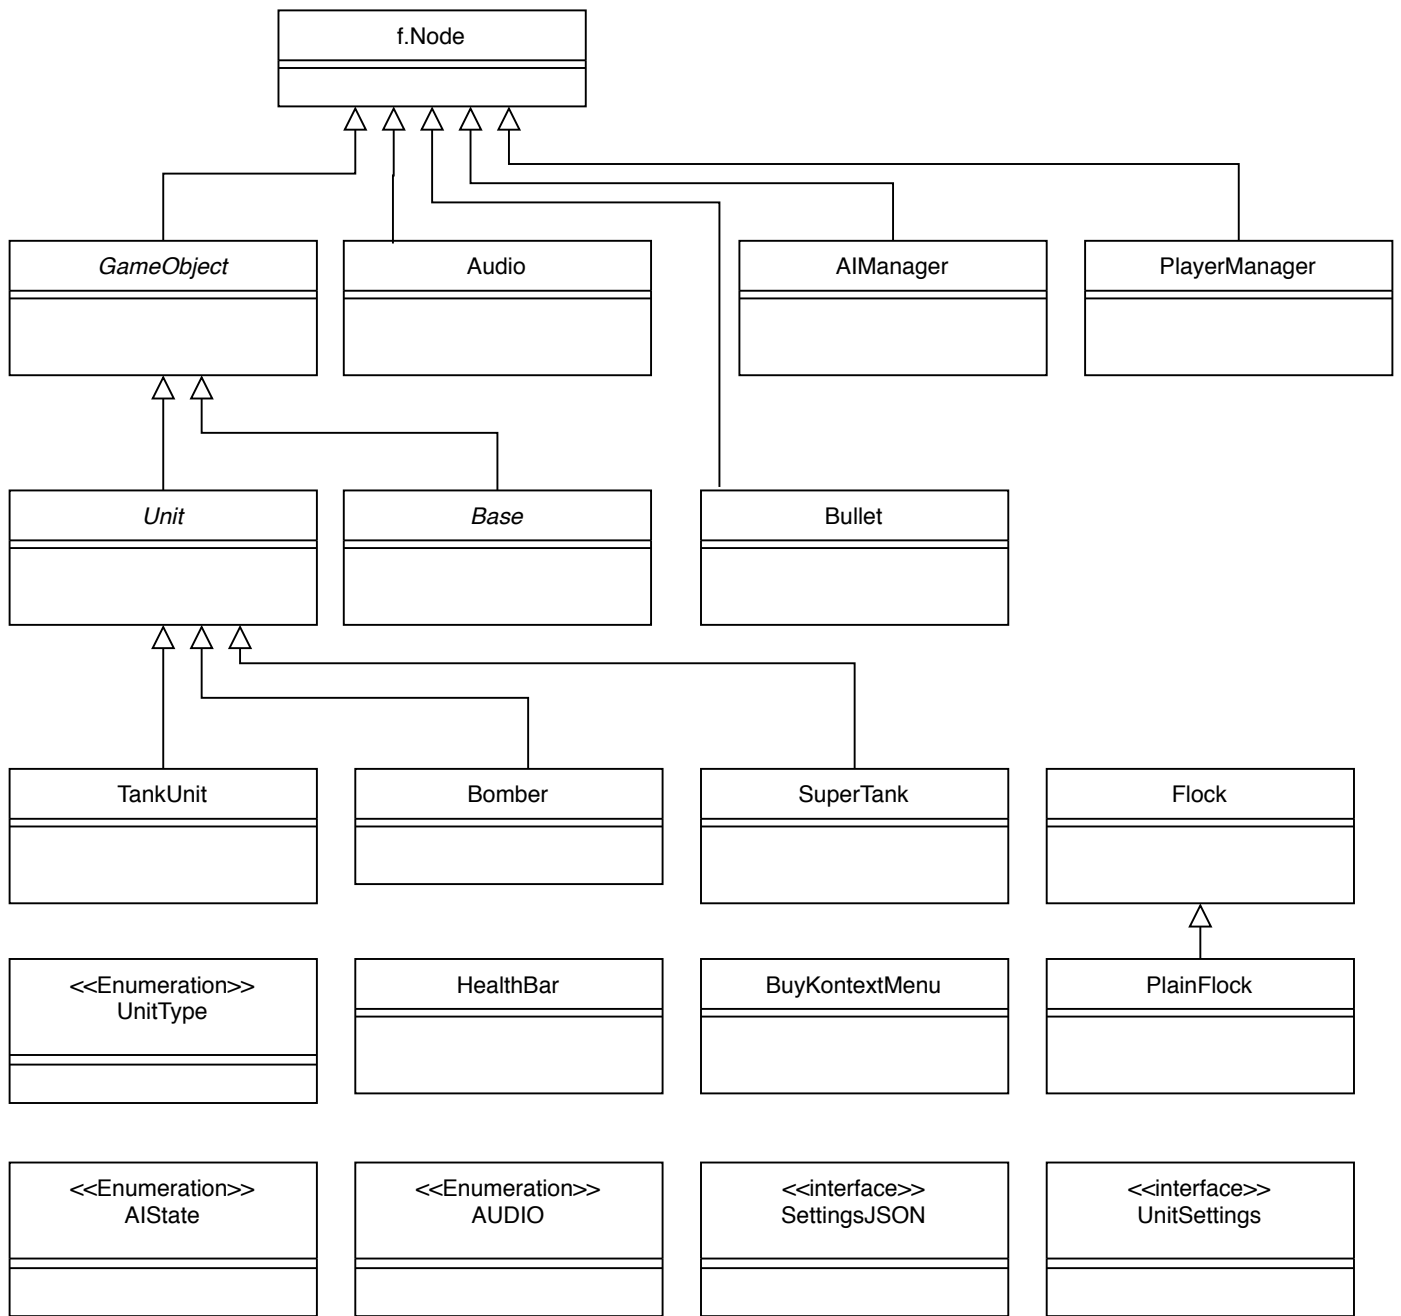 f.Node
GameObject
Audio
AIManager
PlayerManager
Unit
Base
Bullet
TankUnit
Bomber
SuperTank
Flock
<<Enumeration>>
UnitType
HealthBar
BuyKontextMenu
PlainFlock
<<Enumeration>>
AIState
<<Enumeration>>
AUDIO
<<interface>>
SettingsJSON
<<interface>>
UnitSettings